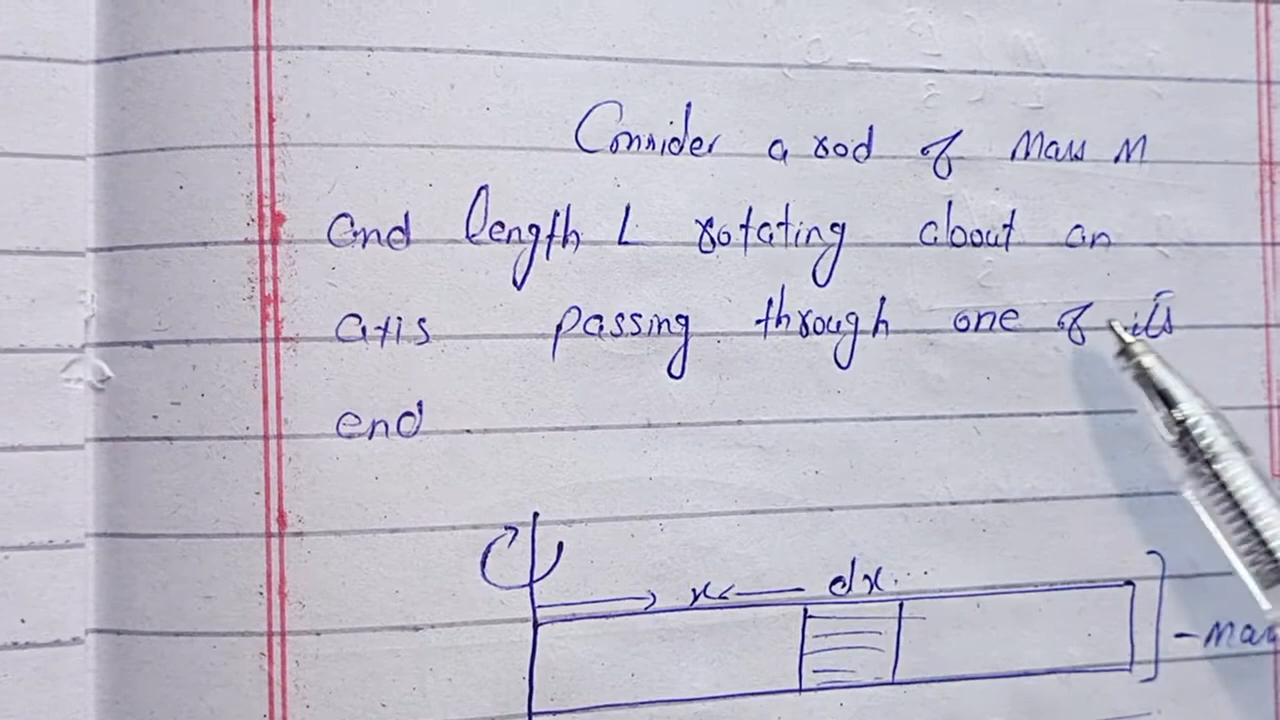 Consider a rod of Mass M
and length L rotating about an
axis passing through one of its
end
x dx